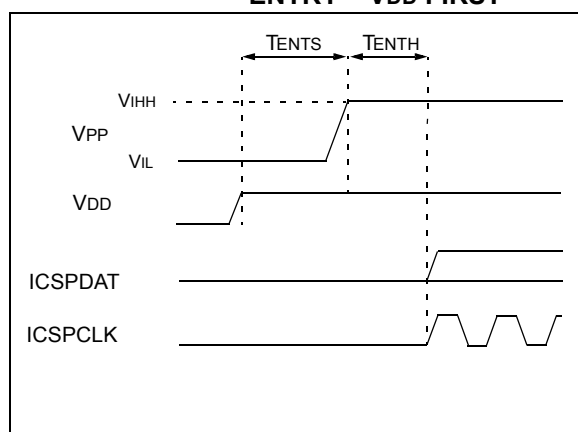 ENTRY – VDD FIRST
TENTS TENTH
VIHH
VPP
VIL
VDD
ICSPDAT
ICSPCLK